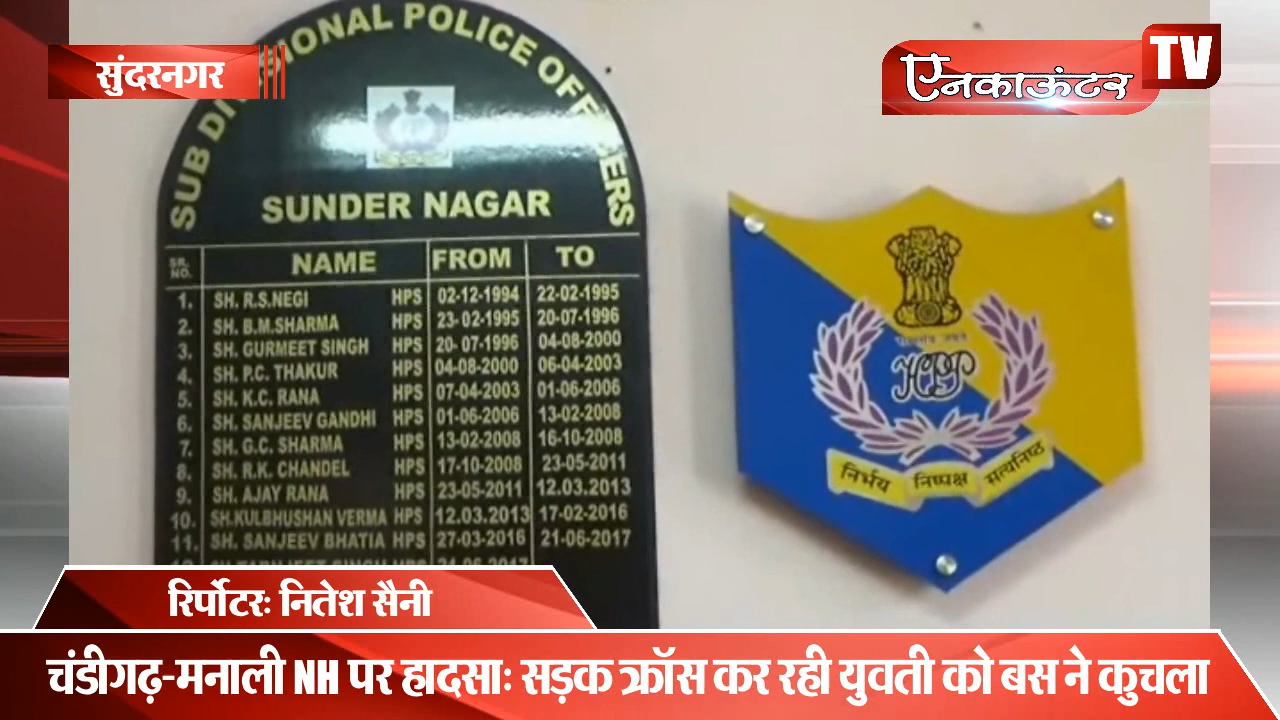 सुंदरनगर
एनकाऊंटर TV
SUB DIVISIONAL POLICE OFFICERS
SUNDER NAGAR
SR. NO. NAME FROM TO
1. SH. R.S.NEGI HPS 02-12-1994 22-02-1995
2. SH. B.M.SHARMA HPS 23-02-1995 20-07-1996
3. SH. GURMEET SINGH HPS 20-07-1996 04-08-2000
4. SH. P.C. THAKUR HPS 04-08-2000 06-04-2003
5. SH. K.C. RANA HPS 07-04-2003 01-06-2006
6. SH. SANJEEV GANDHI HPS 01-06-2006 13-02-2008
7. SH. G.C. SHARMA HPS 13-02-2008 16-10-2008
8. SH. R.K. CHANDEL HPS 17-10-2008 23-05-2011
9. SH. AJAY RANA HPS 23-05-2011 12.03.2013
10. SH.KULBHUSHAN VERMA HPS 12.03.2013 17-02-2016
11. SH. SANJEEV BHATIA HPS 27-03-2016 21-06-2017
HPP
निर्भय निष्पक्ष सत्यनिष्ठ
रिर्पोटरः नितेश सैनी
चंडीगढ़-मनाली NH पर हादसाः सड़क क्रॉस कर रही युवती को बस ने कुचला